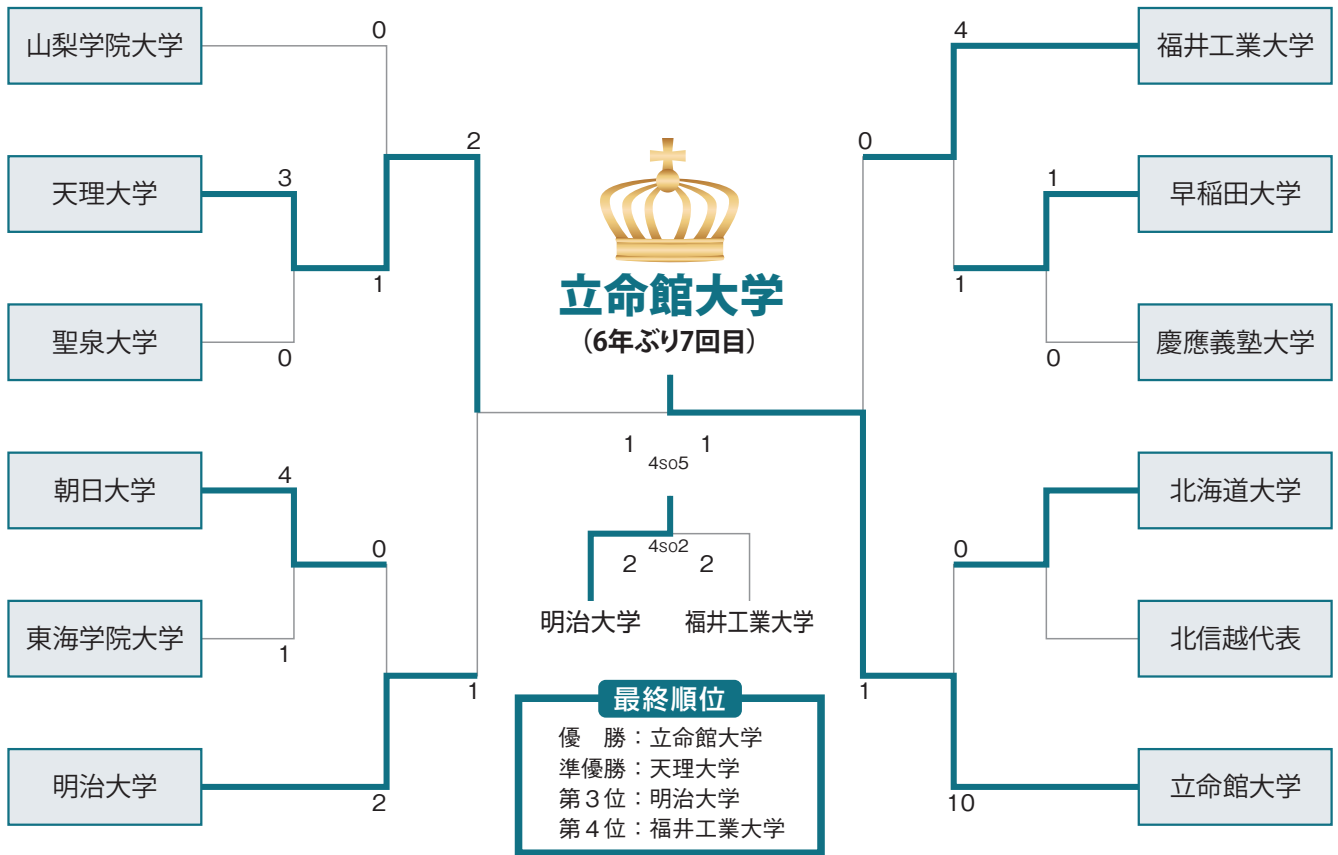 山梨学院大学
0
天理大学
3
2
1
聖泉大学
0
朝日大学
4
0
東海学院大学
1
1
明治大学
2
立命館大学
(6年ぶり7回目)
1 1
4so5
4so2
2 2
明治大学 福井工業大学
最終順位
優　勝：立命館大学
準優勝：天理大学
第３位：明治大学
第４位：福井工業大学
4
福井工業大学
0
1
早稲田大学
1
0
慶應義塾大学
北海道大学
0
北信越代表
1
10
立命館大学